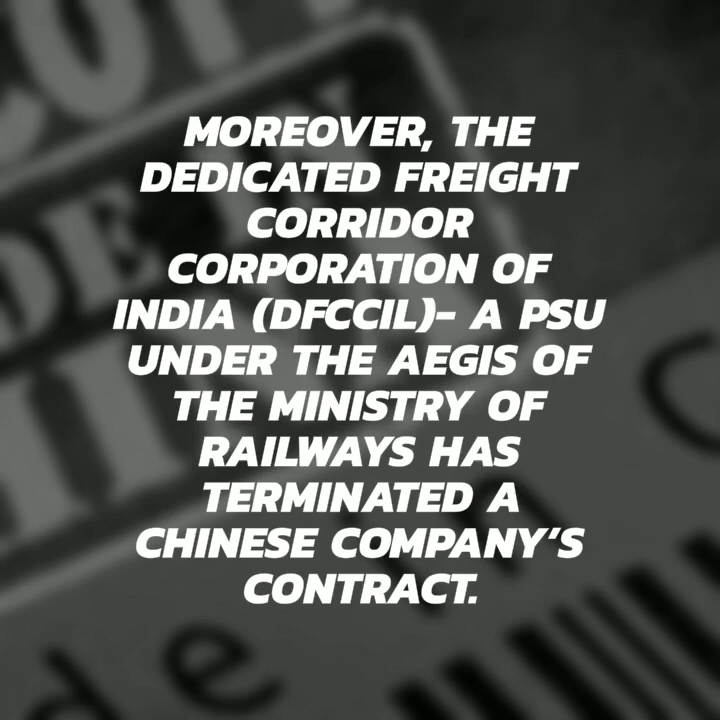 MOREOVER, THE
DEDICATED FREIGHT
CORRIDOR
CORPORATION OF
INDIA (DFCCIL)- A PSU
UNDER THE AEGIS OF
THE MINISTRY OF
RAILWAYS HAS
TERMINATED A
CHINESE COMPANY'S
CONTRACT.